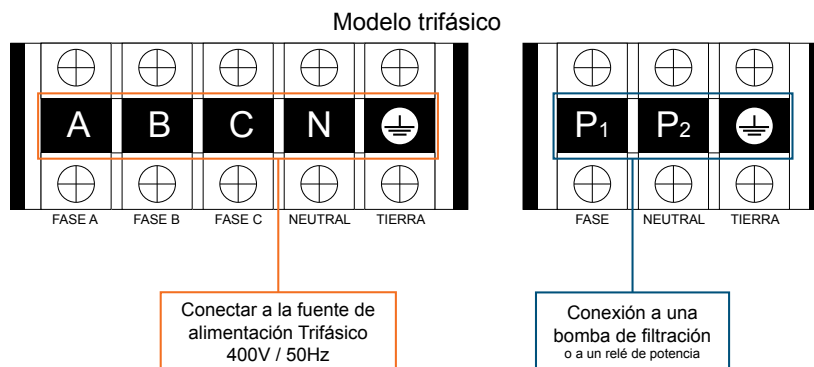 Modelo trifásico
A B C N
FASE A FASE B FASE C NEUTRAL TIERRA
P1 P2
FASE NEUTRAL TIERRA
Conectar a la fuente de
alimentación Trifásico
400V / 50Hz
Conexión a una
bomba de filtración
o a un relé de potencia